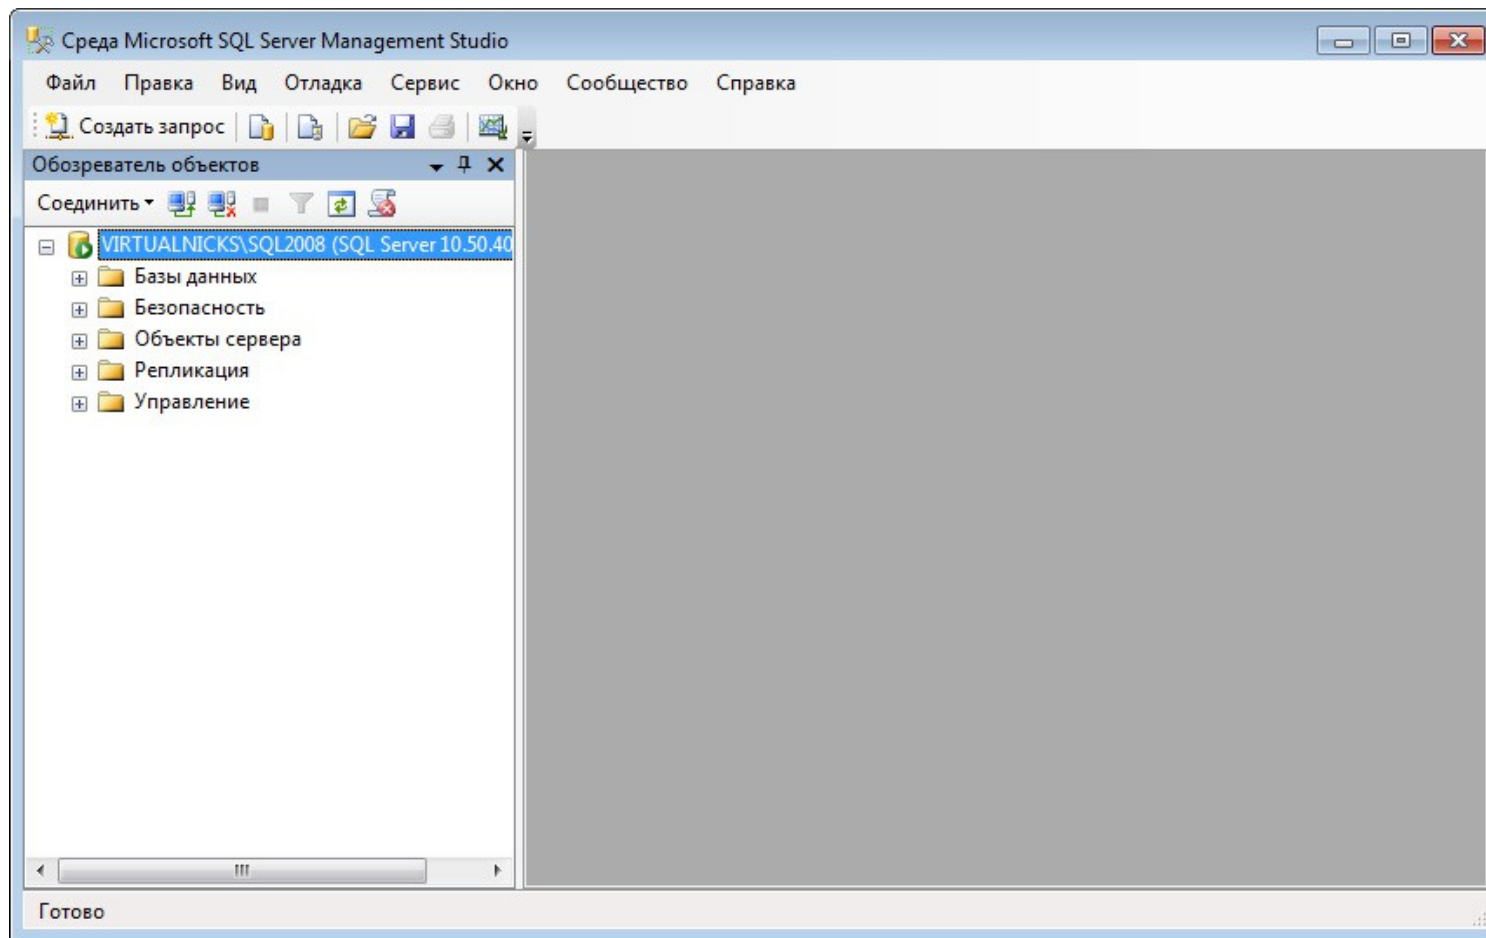 Среда Microsoft SQL Server Management Studio
Файл Правка Вид Отладка Сервис Окно Сообщество Справка
Создать запрос
Обозреватель объектов
Соединить
VIRTUALNICKS\SQL2008 (SQL Server 10.50.40
Базы данных
Безопасность
Объекты сервера
Репликация
Управление
Готово